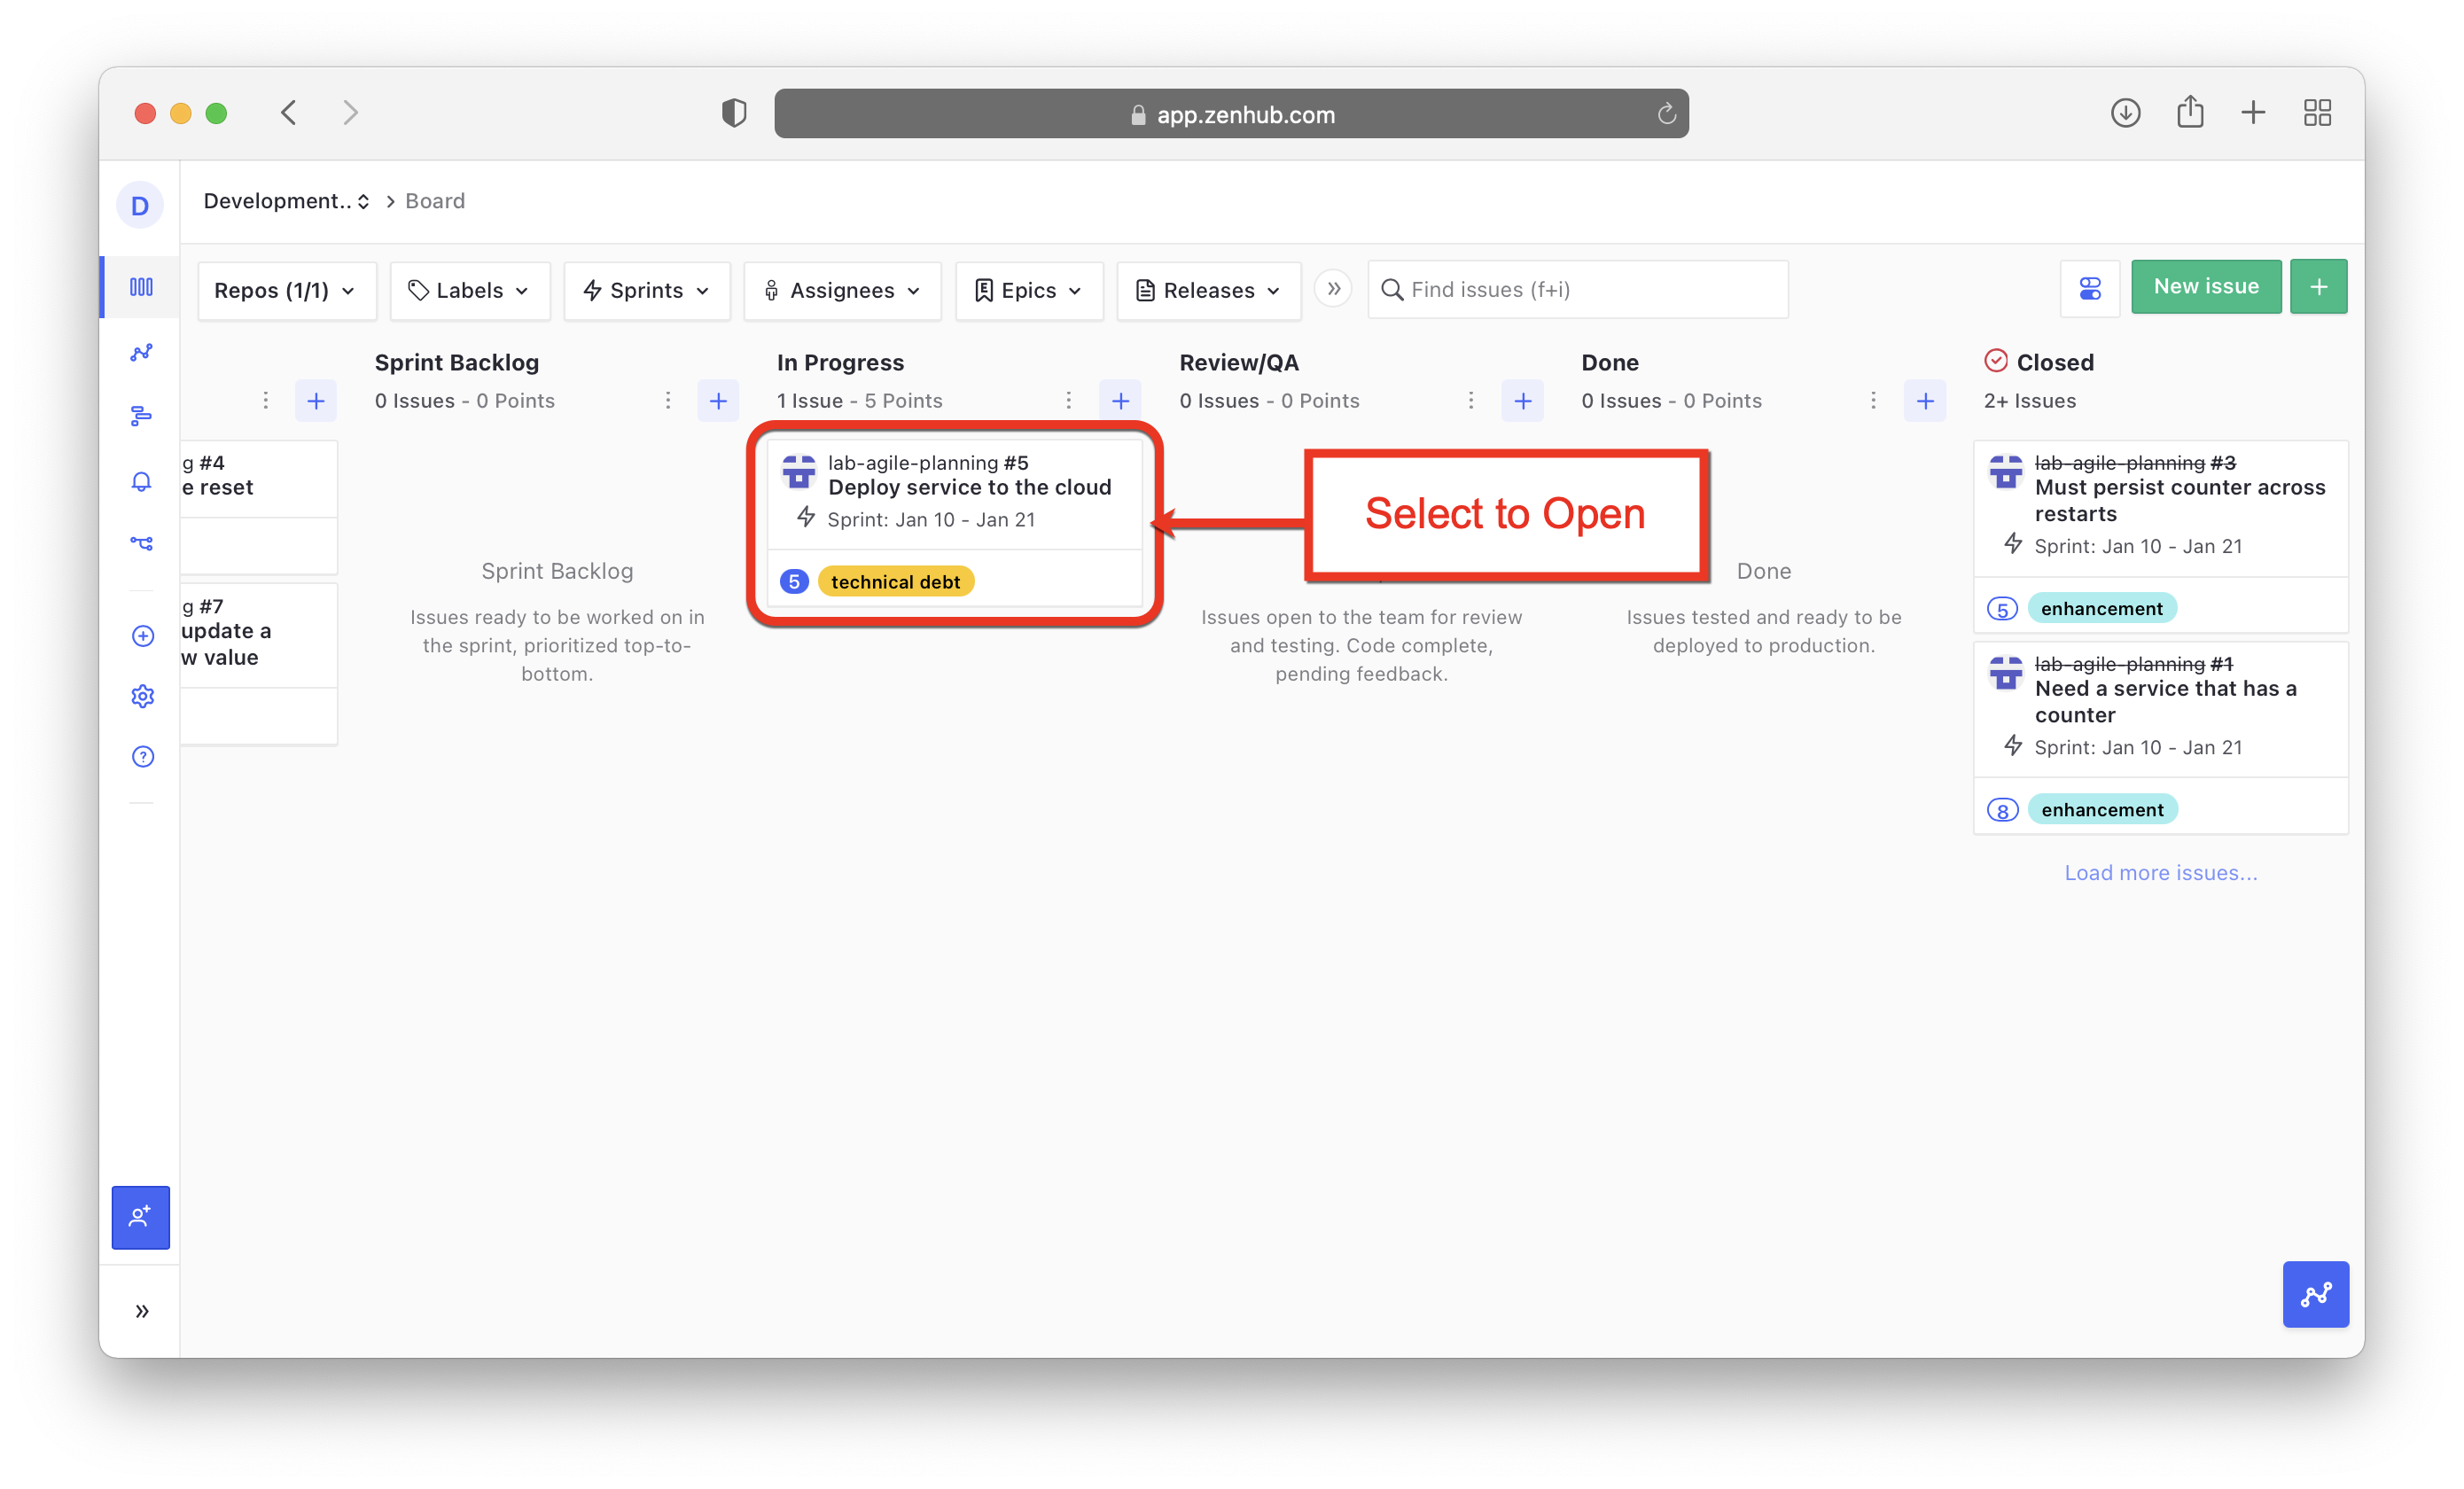 app.zenhub.com
D
Development.. > Board
Repos (1/1)
Labels
Sprints
Assignees
Epics
Releases
Find issues (f+i)
New issue
g #4
e reset
g #7
update a
w value
Sprint Backlog
0 Issues - 0 Points
Sprint Backlog
Issues ready to be worked on in
the sprint, prioritized top-to-
bottom.
In Progress
1 Issue - 5 Points
lab-agile-planning #5
Deploy service to the cloud
Sprint: Jan 10 - Jan 21
5 technical debt
Select to Open
Review/QA
0 Issues - 0 Points
Issues open to the team for review
and testing. Code complete,
pending feedback.
Done
0 Issues - 0 Points
Done
Issues tested and ready to be
deployed to production.
Closed
2+ Issues
lab-agile-planning #3
Must persist counter across
restarts
Sprint: Jan 10 - Jan 21
5 enhancement
lab-agile-planning #1
Need a service that has a
counter
Sprint: Jan 10 - Jan 21
8 enhancement
Load more issues...